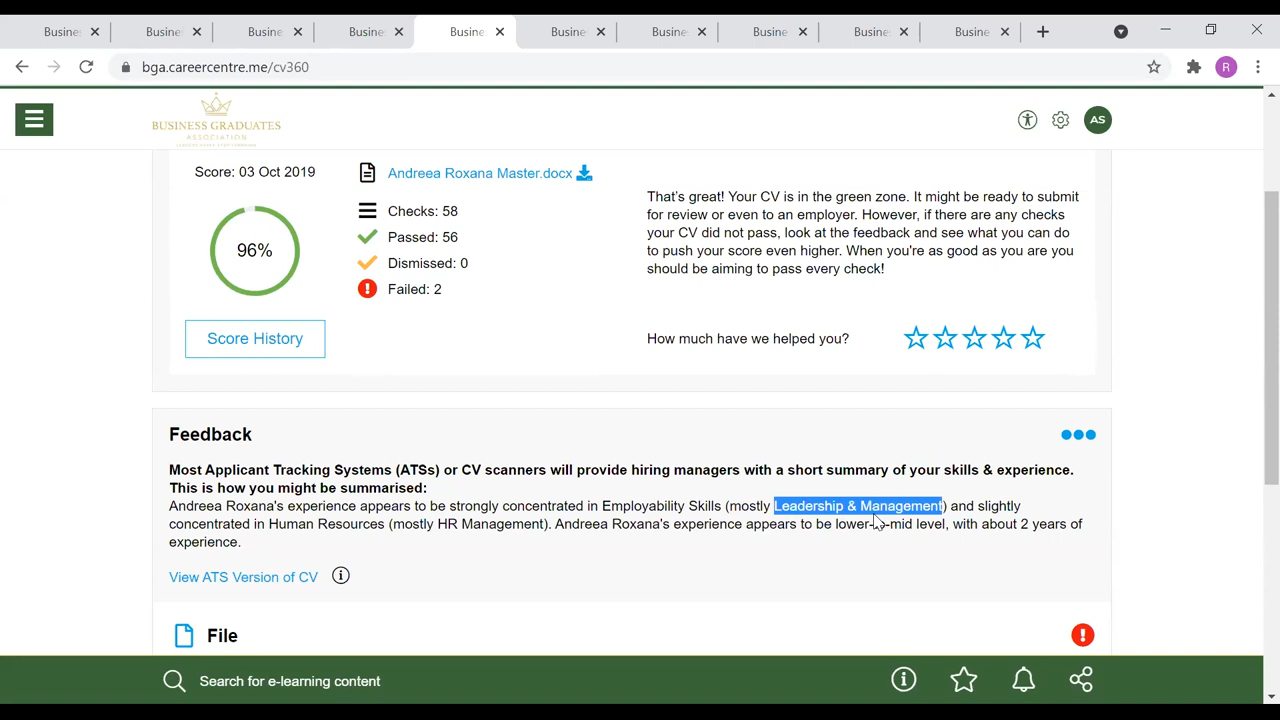 Busine
Busine
Busine
Busine
Busine
Busine
Busine
Busine
Busine
Busine
bga.careercentre.me/cv360
R
BUSINESS GRADUATES
ASSOCIATION
AS
Score: 03 Oct 2019
Andreea Roxana Master.docx
Checks: 58
Passed: 56
Dismissed: 0
Failed: 2
96%
Score History
That's great! Your CV is in the green zone. It might be ready to submit
for review or even to an employer. However, if there are any checks
your CV did not pass, look at the feedback and see what you can do
to push your score even higher. When you're as good as you are you
should be aiming to pass every check!
How much have we helped you?
Feedback
Most Applicant Tracking Systems (ATSs) or CV scanners will provide hiring managers with a short summary of your skills & experience.
This is how you might be summarised:
Andreea Roxana's experience appears to be strongly concentrated in Employability Skills (mostly Leadership & Management) and slightly
concentrated in Human Resources (mostly HR Management). Andreea Roxana's experience appears to be lower-to-mid level, with about 2 years of
experience.
View ATS Version of CV
File
Search for e-learning content